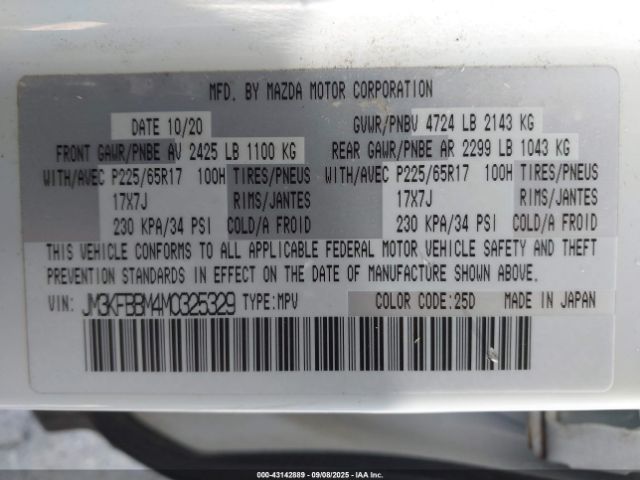 MFD. BY MAZDA MOTOR CORPORATION
DATE 10/20 GVWR/PNBV 4724 LB 2143 KG
FRONT GAWR/PNBE AV 2425 LB 1100 KG REAR GAWR/PNBE AR 2299 LB 1043 KG
WITH/AVEC P225/65R17 100H TIRES/PNEUS WITH/AVEC P225/65R17 100H TIRES/PNEUS
17X7J RIMS/JANTES 17X7J RIMS/JANTES
230 KPA/34 PSI COLD/A FROID 230 KPA/34 PSI COLD/A FROID
THIS VEHICLE CONFORMS TO ALL APPLICABLE FEDERAL MOTOR VEHICLE SAFETY AND THEFT
PREVENTION STANDARDS IN EFFECT ON THE DATE OF MANUFACTURE SHOWN ABOVE.
VIN: JM3KFBBM4M0325329 TYPE:MPV COLOR CODE:25D MADE IN JAPAN
000-43142889 - 09/08/2025 - © IAA Inc.